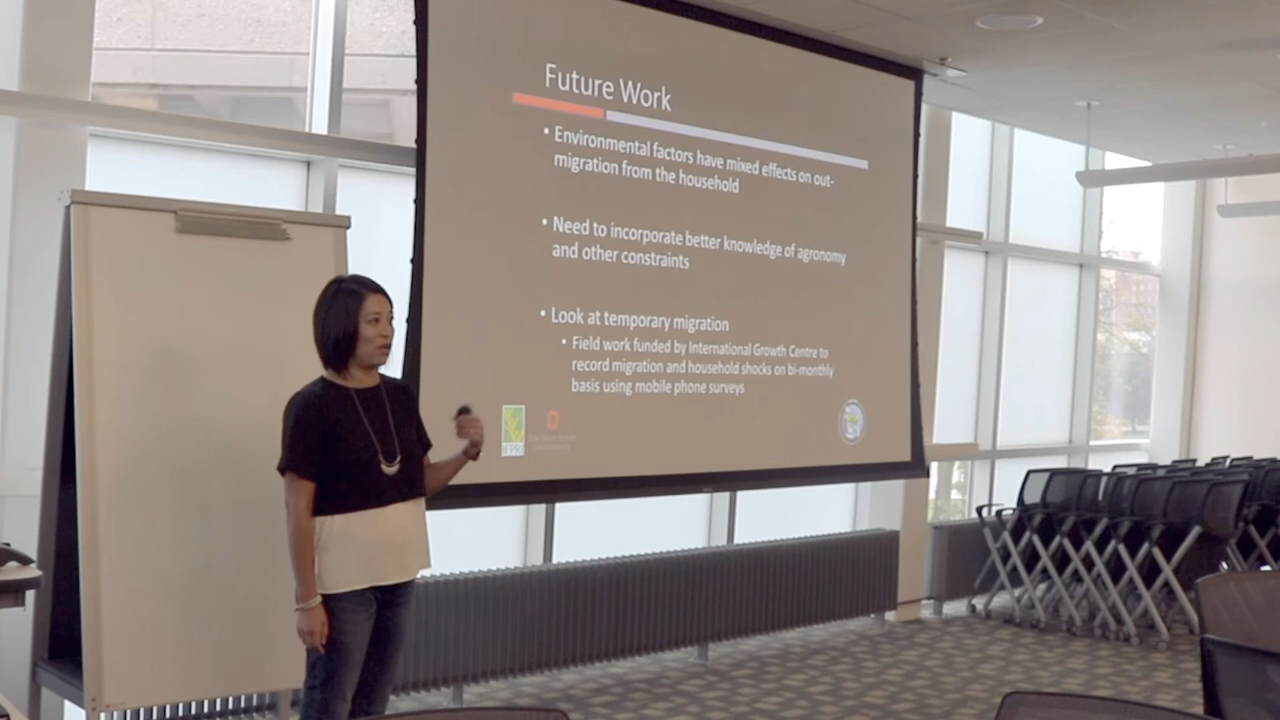 Future Work
• Environmental factors have mixed effects on out-
migration from the household
• Need to incorporate better knowledge of agronomy
and other constraints
• Look at temporary migration
• Field work funded by International Growth Centre to
record migration and household shocks on bi-monthly
basis using mobile phone surveys
IFPRI